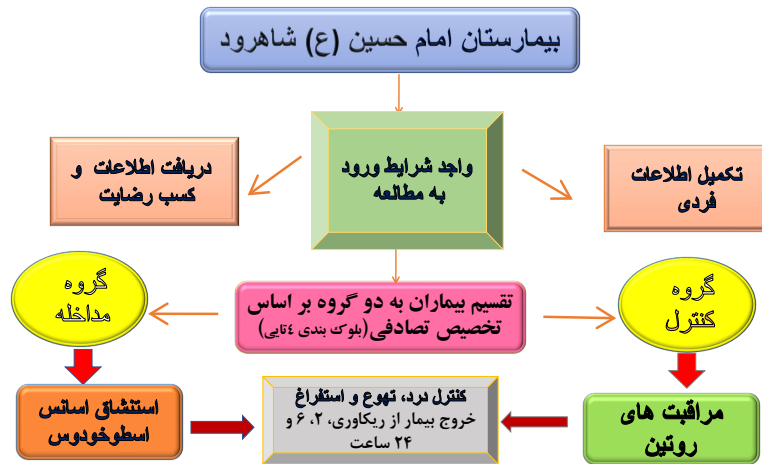 بیمارستان امام حسین (ع) شاهرود
واجد شرایط ورود
به مطالعه
تکمیل اطلاعات
فردی
دریافت اطلاعات و
کسب رضایت
تقسیم بیماران به دو گروه بر اساس
تخصیص تصادفی(بلوک بندی ٤تایی)
گروه
کنترل
گروه
مداخله
مراقبت های
روتین
استنشاق اسانس
اسطوخودوس
کنترل درد، تهوع و استفراغ
خروج بیمار از ریکاوری، ۲، ۶ و
۲۴ ساعت